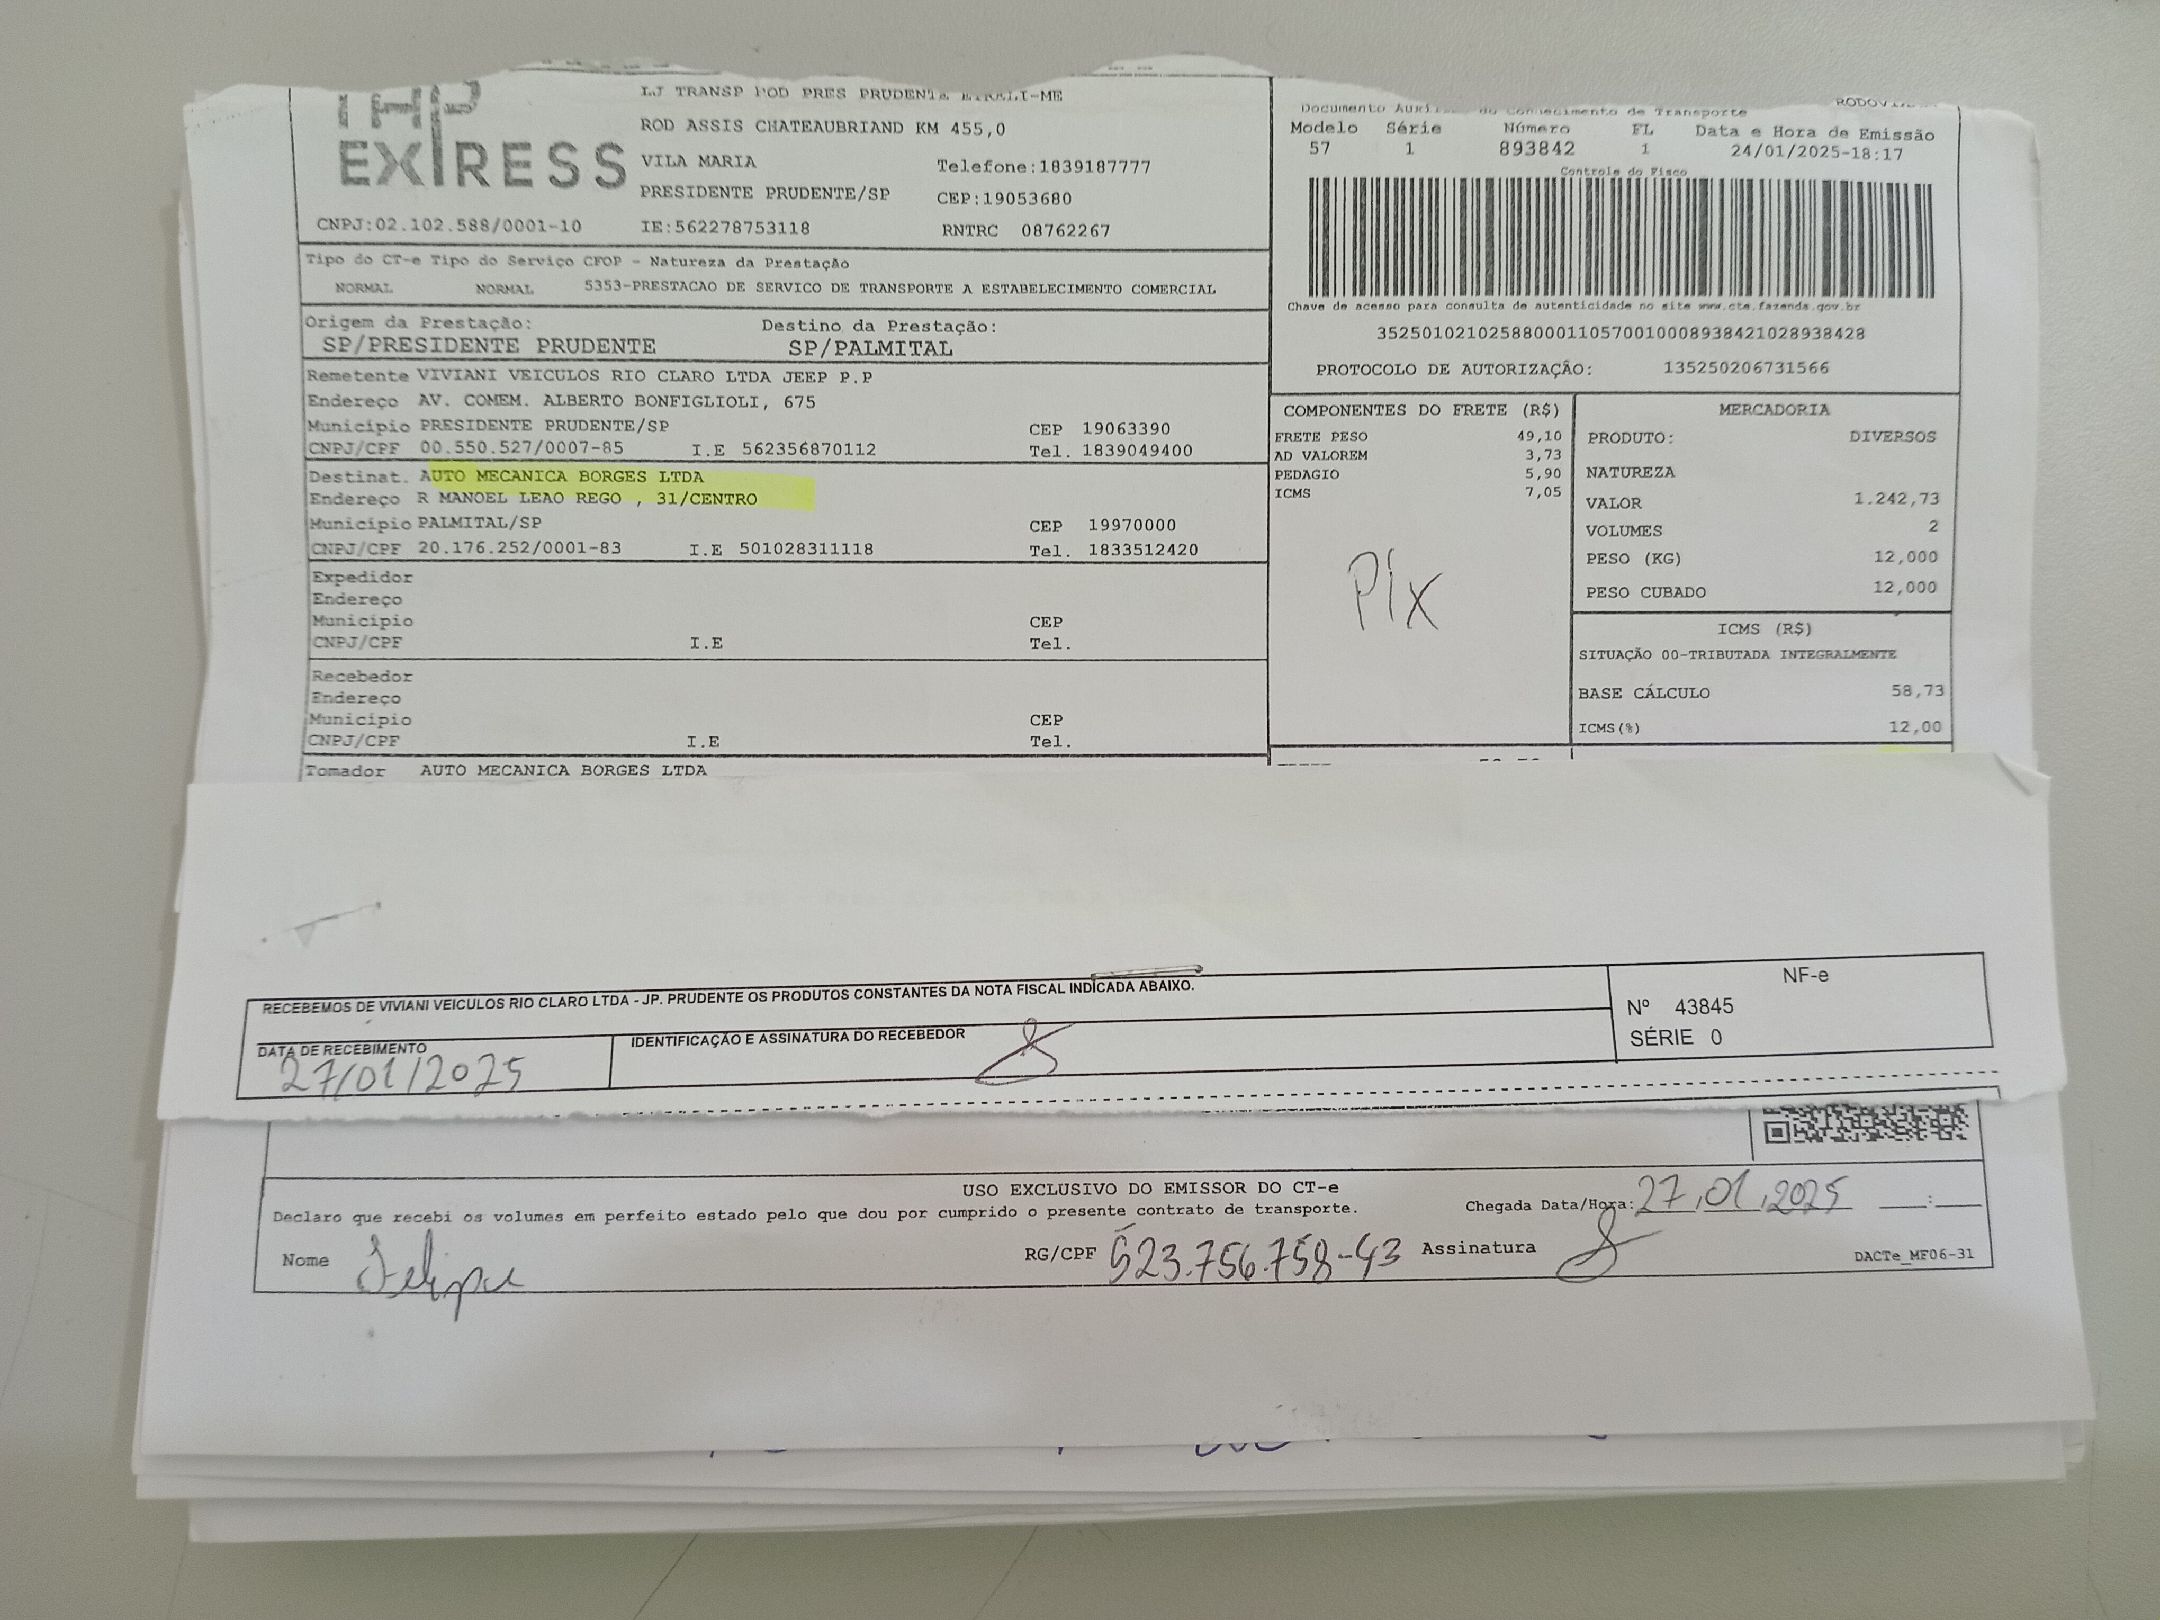 EXPRESS
LJ TRANSP ROD PRES PRUDENTE EIRELI-ME
ROD ASSIS CHATEAUBRIAND KM 455,0
VILA MARIA Telefone:1839187777
PRESIDENTE PRUDENTE/SP CEP:19053680
CNPJ:02.102.588/0001-10 IE:562278753118 RNTRC 08762267
Documento Auxiliar do Conhecimento de Transporte
Modelo Série Número FL Data e Hora de Emissão
57 1 893842 1 24/01/2025-18:17
Controle do Fisco
Chave de acesso para consulta de autenticidade no site www.cte.fazenda.gov.br
35250102102588000110570010008938421028938428
PROTOCOLO DE AUTORIZAÇÃO: 135250206731566
Tipo do CT-e Tipo do Serviço CFOP - Natureza da Prestação
NORMAL NORMAL 5353-PRESTACAO DE SERVICO DE TRANSPORTE A ESTABELECIMENTO COMERCIAL
Origem da Prestação: Destino da Prestação:
SP/PRESIDENTE PRUDENTE SP/PALMITAL
Remetente VIVIANI VEICULOS RIO CLARO LTDA JEEP P.P
Endereço AV. COMEM. ALBERTO BONFIGLIOLI, 675
Município PRESIDENTE PRUDENTE/SP CEP 19063390
CNPJ/CPF 00.550.527/0007-85 I.E 562356870112 Tel. 1839049400
Destinat. AUTO MECANICA BORGES LTDA
Endereço R MANOEL LEAO REGO , 31/CENTRO
Município PALMITAL/SP CEP 19970000
CNPJ/CPF 20.176.252/0001-83 I.E 501028311118 Tel. 1833512420
Expedidor
Endereço
Município CEP
CNPJ/CPF I.E Tel.
Recebedor
Endereço
Município CEP
CNPJ/CPF I.E Tel.
Tomador AUTO MECANICA BORGES LTDA
COMPONENTES DO FRETE (R$)
FRETE PESO 49,10
AD VALOREM 3,73
PEDAGIO 5,90
ICMS 7,05
Pix
MERCADORIA
PRODUTO: DIVERSOS
NATUREZA
VALOR 1.242,73
VOLUMES 2
PESO (KG) 12,000
PESO CUBADO 12,000
ICMS (R$)
SITUAÇÃO 00-TRIBUTADA INTEGRALMENTE
BASE CÁLCULO 58,73
ICMS(%) 12,00
RECEBEMOS DE VIVIANI VEICULOS RIO CLARO LTDA - JP. PRUDENTE OS PRODUTOS CONSTANTES DA NOTA FISCAL INDICADA ABAIXO.
DATA DE RECEBIMENTO IDENTIFICAÇÃO E ASSINATURA DO RECEBEDOR
27/01/2025
NF-e
Nº 43845
SÉRIE 0
USO EXCLUSIVO DO EMISSOR DO CT-e
Declaro que recebi os volumes em perfeito estado pelo que dou por cumprido o presente contrato de transporte. Chegada Data/Hora: 27,01,2025 :
Nome Felipe RG/CPF 523.756.758-43 Assinatura DACTe_MF06-31